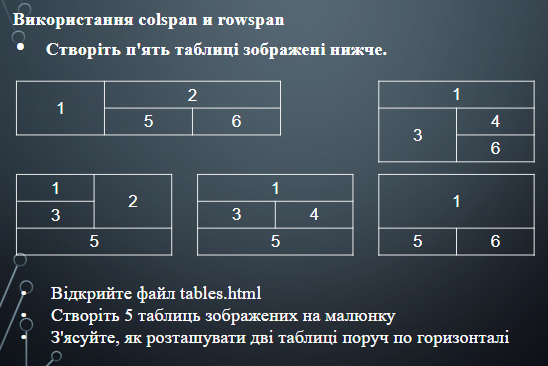 Використання colspan и rowspan
• Створіть п'ять таблиці зображені нижче.
1 2
5 6
1
3 4
6
1 2
3
5
1
3 4
5
1
5 6
• Відкрийте файл tables.html
• Створіть 5 таблиць зображених на малюнку
• З'ясуйте, як розташувати дві таблиці поруч по горизонталі